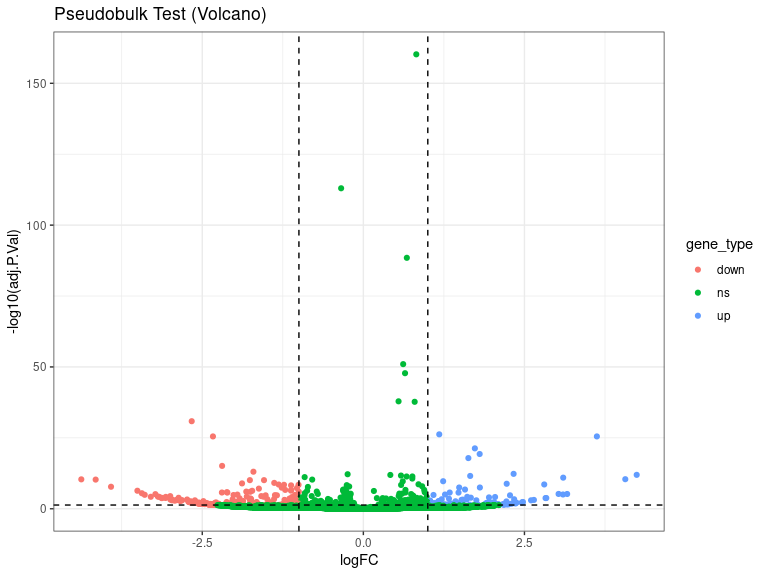 Pseudobulk Test (Volcano)
-log10(adj.P.Val)
150
100
50
0
-2.5
0.0
2.5
logFC
gene_type
down
ns
up